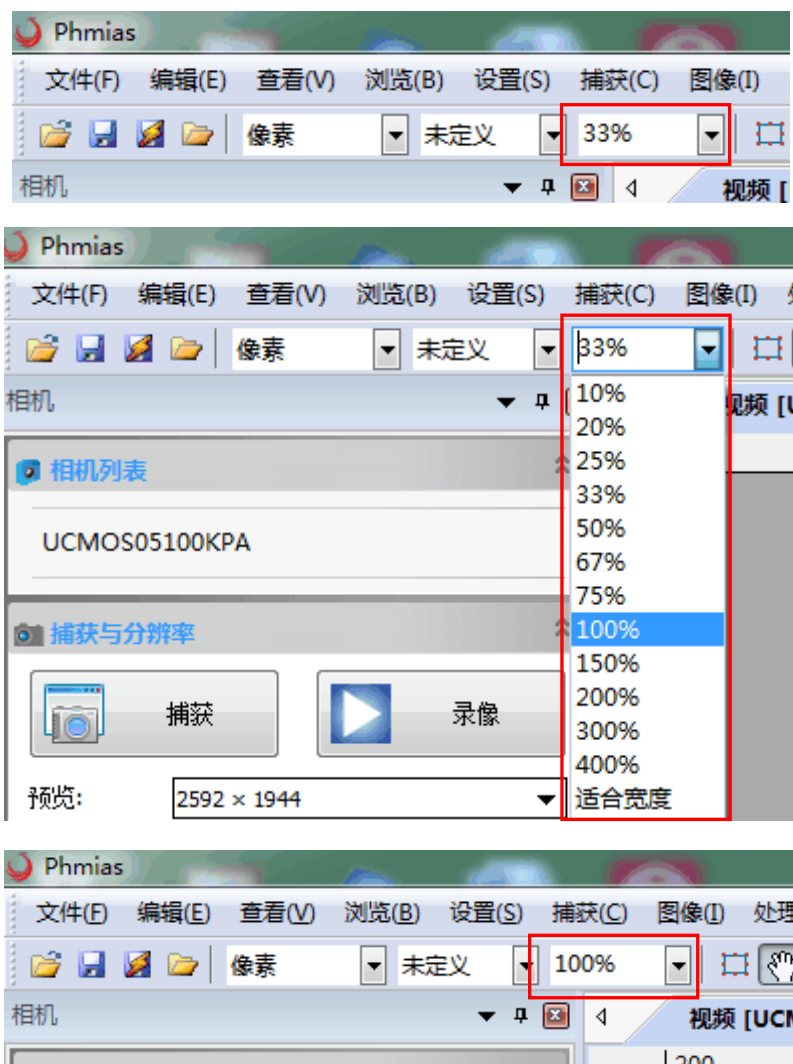 Phmias
文件(F) 编辑(E) 查看(V) 浏览(B) 设置(S) 捕获(C) 图像(I)
像素 未定义 33%
相机 视频 [
Phmias
文件(F) 编辑(E) 查看(V) 浏览(B) 设置(S) 捕获(C) 图像(I)
像素 未定义 33%
相机 视频 [U
10%
20%
相机列表 25%
33%
UCMOS05100KPA 50%
67%
75%
捕获与分辨率 100%
150%
捕获 录像 200%
300%
400%
预览: 2592 × 1944 适合宽度
Phmias
文件(F) 编辑(E) 查看(V) 浏览(B) 设置(S) 捕获(C) 图像(I) 处理
像素 未定义 100%
相机 视频 [UCM
200